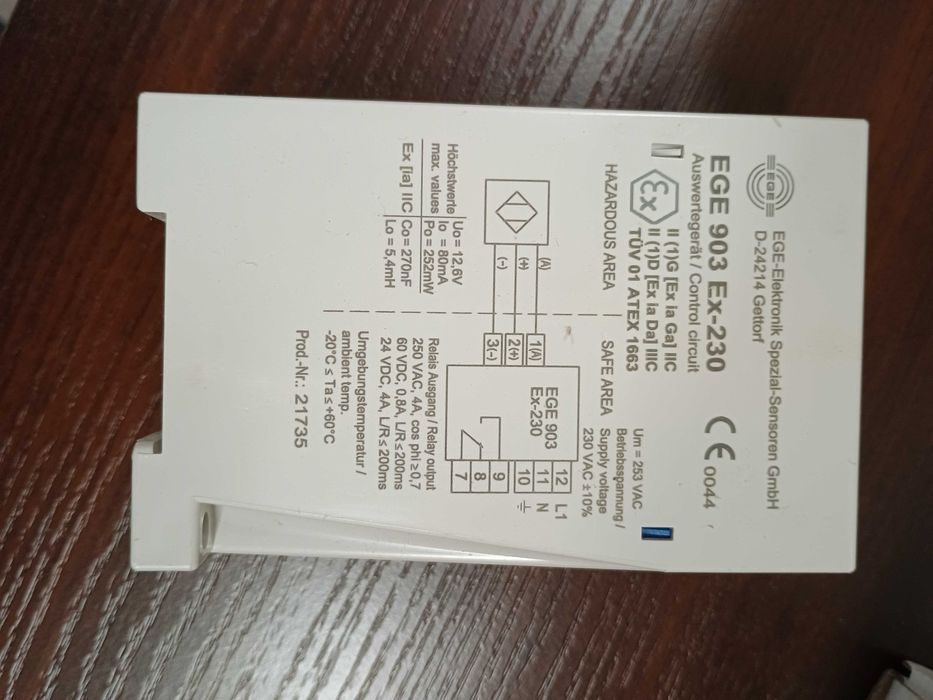 EGE
EGE-Elektronik Spezial-Sensoren GmbH
D-24214 Gettorf
EGE 903 Ex-230
Auswertegerät / Control circuit
CE 0044
Ex
II (1)G [Ex ia Ga] IIC
II (1)D [Ex ia Da] IIIC
TÜV 01 ATEX 1663
HAZARDOUS AREA
SAFE AREA
Um = 253 VAC
Betriebsspannung /
Supply voltage
230 VAC ±10%
(A)
(+)
(-)
1(A)
2(+)
3(-)
EGE 903
Ex-230
12 L1
11 N
10
9
8
7
Höchstwerte
max. values
Ex [ia] IIC
Uo = 12,6V
Io = 80mA
Po = 252mW
Co = 270nF
Lo = 5,4mH
Relais Ausgang / Relay output
250 VAC, 4A, cos phi ≥ 0,7
60 VDC, 0,8A, L/R ≤ 200ms
24 VDC, 4A, L/R ≤ 200ms
Umgebungstemperatur /
ambient temp.
-20°C ≤ Ta ≤ +60°C
Prod.-Nr.: 21735